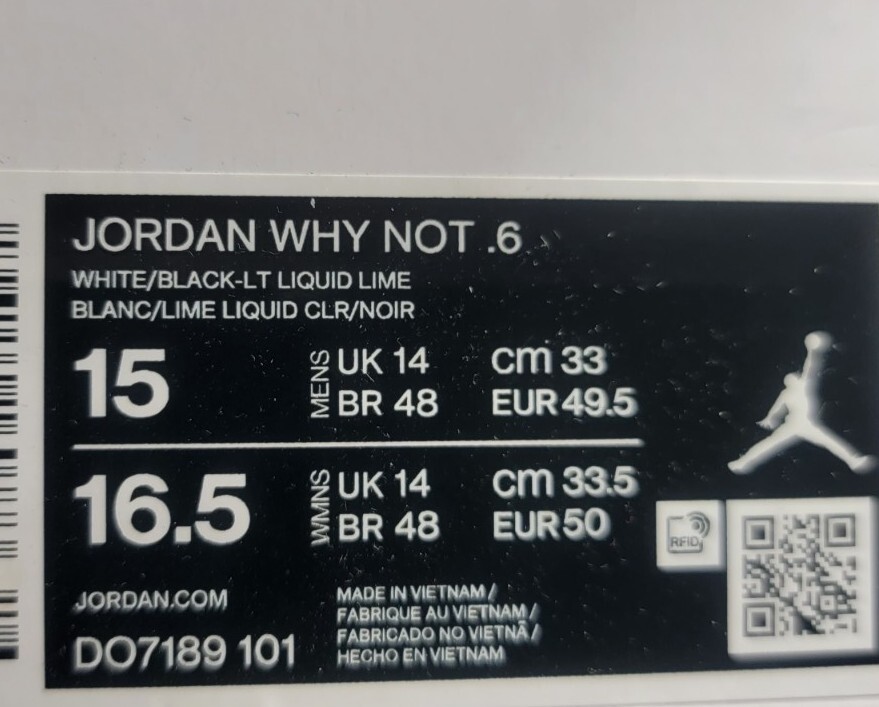 JORDAN WHY NOT .6
WHITE/BLACK-LT LIQUID LIME
BLANC/LIME LIQUID CLR/NOIR
15 MENS UK 14 cm 33
BR 48 EUR 49.5
16.5 WMNS UK 14 cm 33.5
BR 48 EUR 50
RFID
JORDAN.COM
DO7189 101
MADE IN VIETNAM /
FABRIQUE AU VIETNAM /
FABRICADO NO VIETNÃ /
HECHO EN VIETNAM